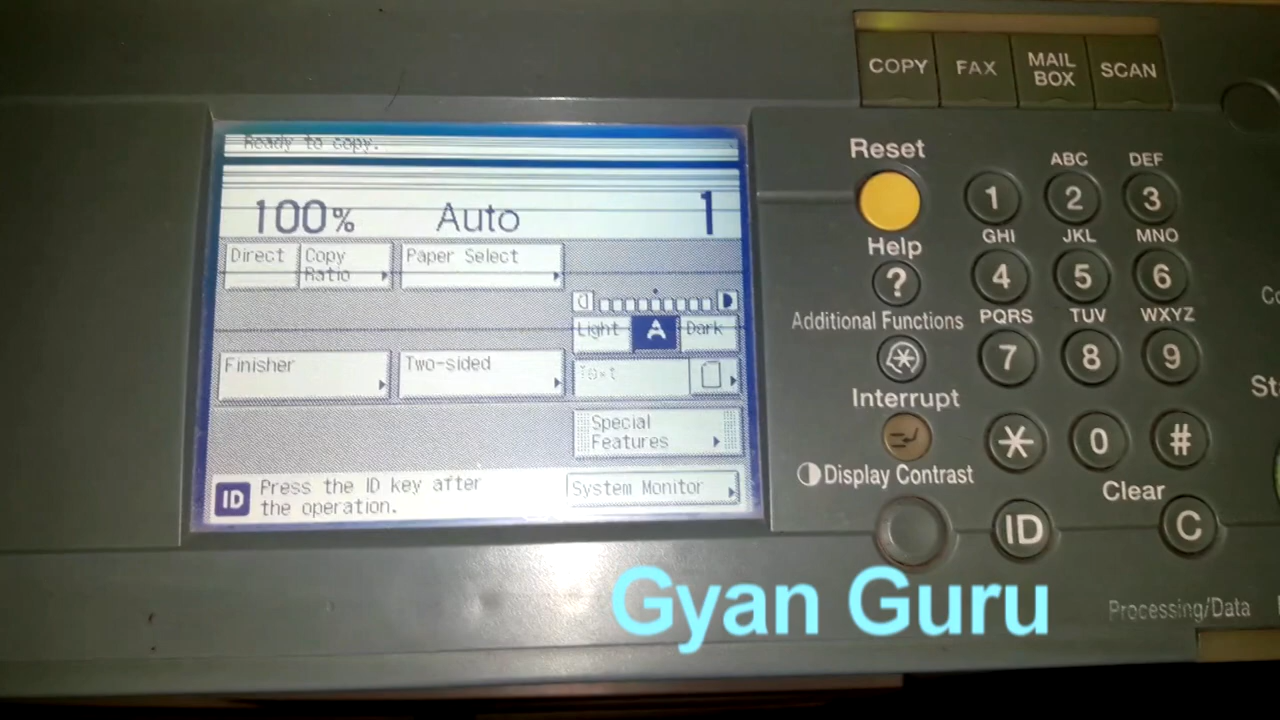 COPY
FAX
MAIL
BOX
SCAN
Ready to copy.
100%
Auto
1
Direct
Copy
Ratio
Paper Select
Light
A
Dark
Finisher
Two-sided
Text
Special
Features
ID
Press the ID key after
the operation.
System Monitor
Reset
Help
?
Additional Functions
Interrupt
Display Contrast
ABC
DEF
1
2
3
GHI
JKL
MNO
4
5
6
PQRS
TUV
WXYZ
7
8
9
*
0
#
Clear
ID
C
Processing/Data
Gyan Guru